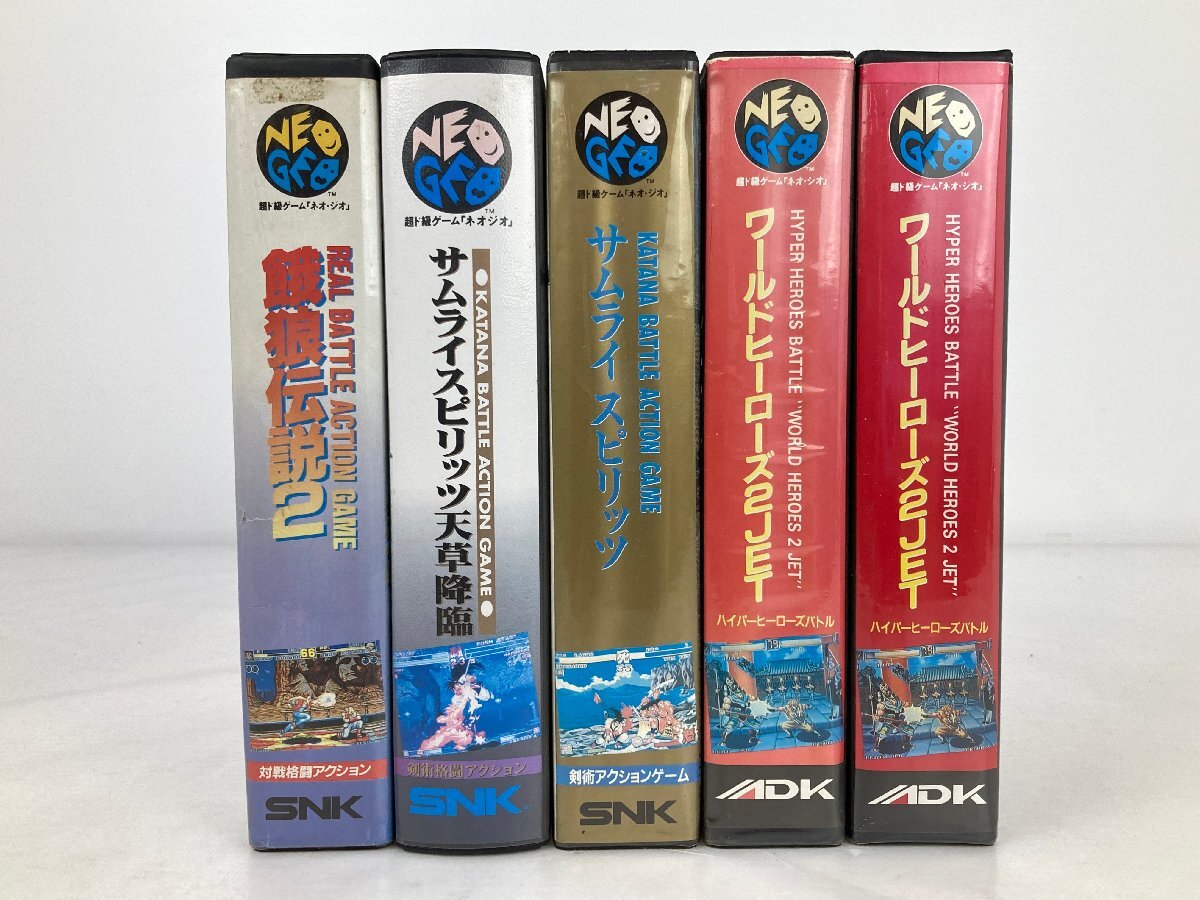 NEO
GEO
TM
超ド級ゲーム「ネオ・ジオ」
REAL BATTLE ACTION GAME
餓狼伝説2
対戦格闘アクション
SNK
NEO
GEO
TM
超ド級ゲーム「ネオジオ」
●KATANA BATTLE ACTION GAME●
サムライスピリッツ天草降臨
剣術格闘アクション
SNK
NEO
GEO
TM
超ド級ゲーム「ネオ・ジオ」
KATANA BATTLE ACTION GAME
サムライスピリッツ
死
剣術アクションゲーム
SNK
NEO
GEO
TM
超ド級ゲーム「ネオ・ジオ」
HYPER HEROES BATTLE "WORLD HEROES 2 JET"
ワールドヒーローズ2JET
ハイパーヒーローズバトル
ADK
NEO
GEO
TM
超ド級ゲーム「ネオ・ジオ」
HYPER HEROES BATTLE "WORLD HEROES 2 JET"
ワールドヒーローズ2JET
ハイパーヒーローズバトル
ADK